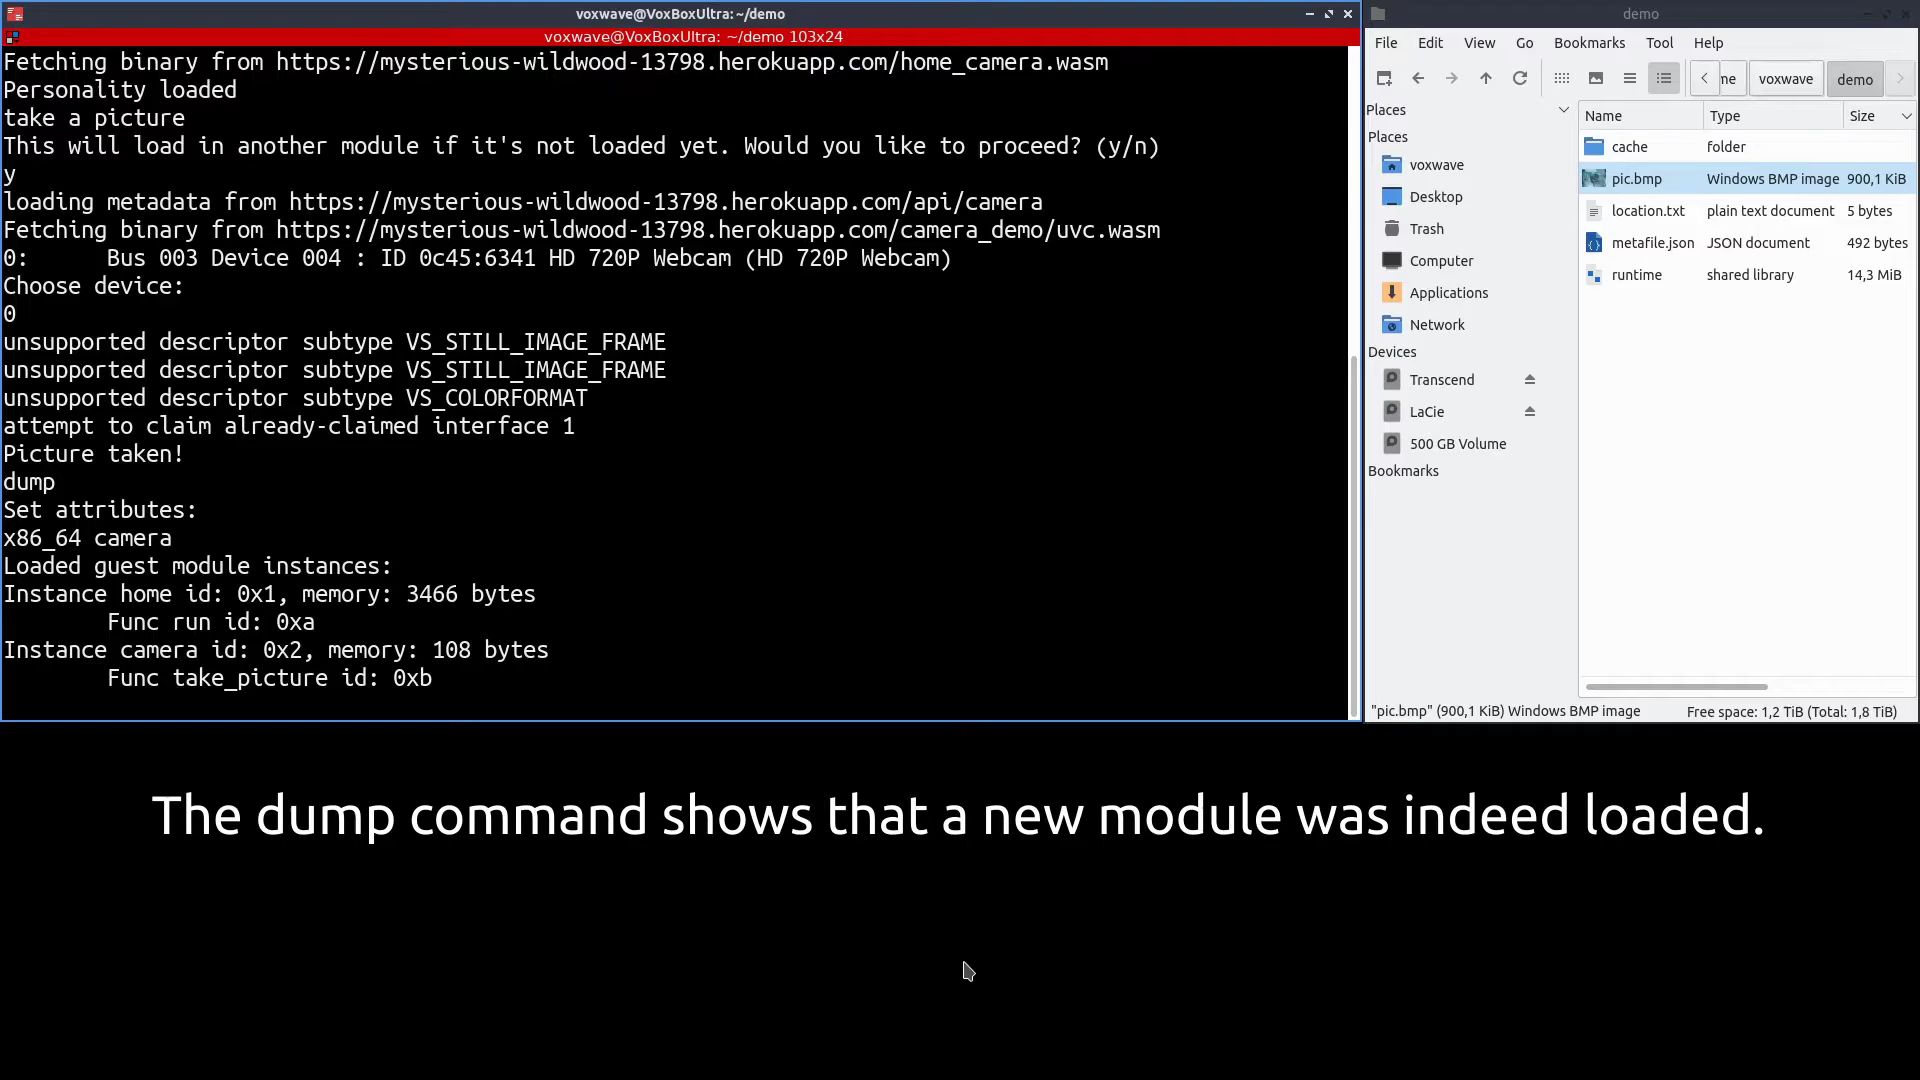 voxwave@VoxBoxUltra: ~/demo
voxwave@VoxBoxUltra: ~/demo 103x24
Fetching binary from https://mysterious-wildwood-13798.herokuapp.com/home_camera.wasm
Personality loaded
take a picture
This will load in another module if it's not loaded yet. Would you like to proceed? (y/n)
y
loading metadata from https://mysterious-wildwood-13798.herokuapp.com/api/camera
Fetching binary from https://mysterious-wildwood-13798.herokuapp.com/camera_demo/uvc.wasm
0:      Bus 003 Device 004 : ID 0c45:6341 HD 720P Webcam (HD 720P Webcam)
Choose device:
0
unsupported descriptor subtype VS_STILL_IMAGE_FRAME
unsupported descriptor subtype VS_STILL_IMAGE_FRAME
unsupported descriptor subtype VS_COLORFORMAT
attempt to claim already-claimed interface 1
Picture taken!
dump
Set attributes:
x86_64 camera
Loaded guest module instances:
Instance home id: 0x1, memory: 3466 bytes
        Func run id: 0xa
Instance camera id: 0x2, memory: 108 bytes
        Func take_picture id: 0xb
demo
File Edit View Go Bookmarks Tool Help
me voxwave demo
Places
Places
voxwave
Desktop
Trash
Computer
Applications
Network
Devices
Transcend
LaCie
500 GB Volume
Bookmarks
Name Type Size
cache folder
pic.bmp Windows BMP image 900,1 KiB
location.txt plain text document 5 bytes
metafile.json JSON document 492 bytes
runtime shared library 14,3 MiB
"pic.bmp" (900,1 KiB) Windows BMP image Free space: 1,2 TiB (Total: 1,8 TiB)
The dump command shows that a new module was indeed loaded.